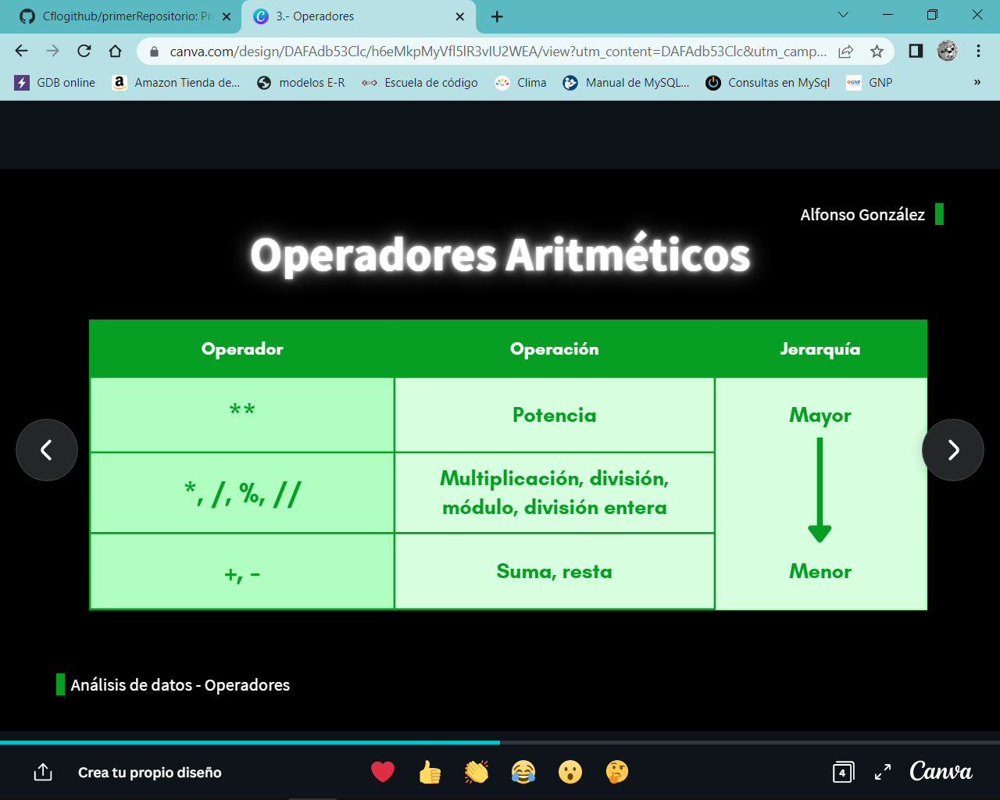 Cflogithub/primerRepositorio: Pri
3.- Operadores
canva.com/design/DAFAdb53Clc/h6eMkpMyVfl5lR3vIU2WEA/view?utm_content=DAFAdb53Clc&utm_camp...
GDB online
Amazon Tienda de...
modelos E-R
Escuela de código
Clima
Manual de MySQL...
Consultas en MySql
GNP
GNP
»
Alfonso González
Operadores Aritméticos
Operador
Operación
Jerarquía
**
Potencia
Mayor
*, /, %, //
Multiplicación, división,
módulo, división entera
+, -
Suma, resta
Menor
Análisis de datos - Operadores
Crea tu propio diseño
4
Canva